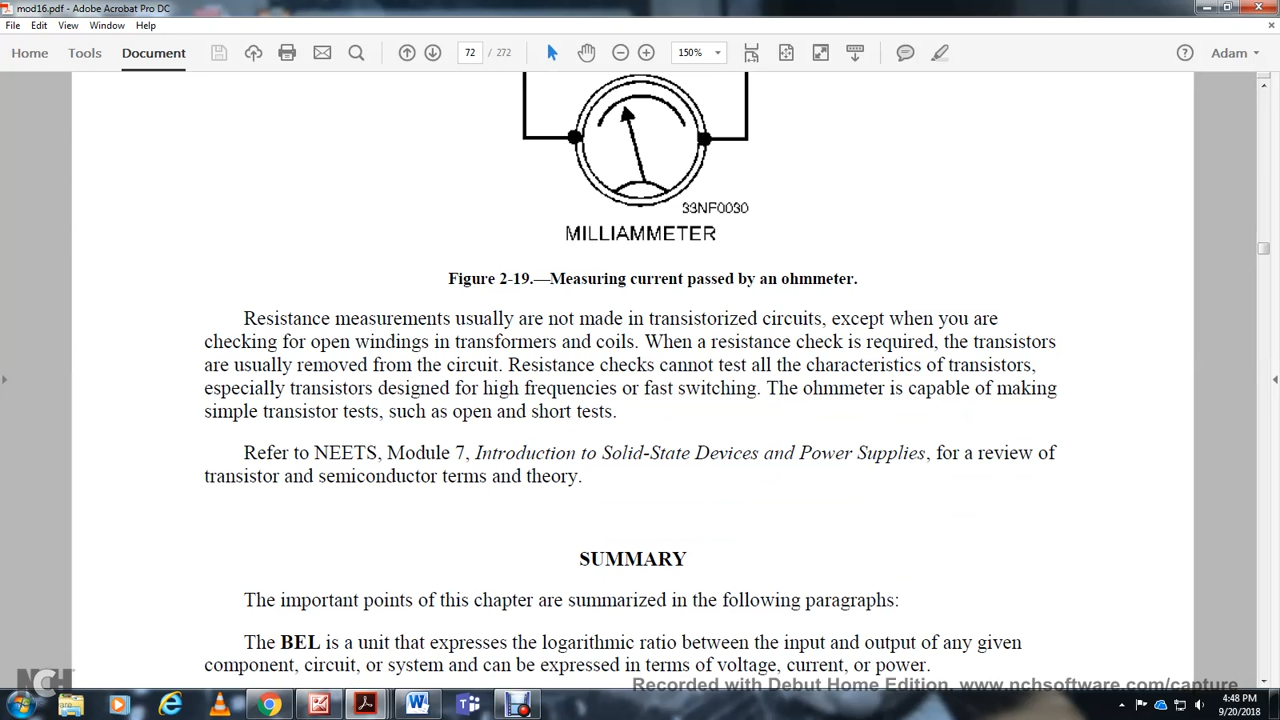 mod16.pdf - Adobe Acrobat Pro DC
File Edit View Window Help
Home Tools Document 72 / 272 150% Adam
33NF0030
MILLIAMMETER
Figure 2-19.—Measuring current passed by an ohmmeter.
Resistance measurements usually are not made in transistorized circuits, except when you are
checking for open windings in transformers and coils. When a resistance check is required, the transistors
are usually removed from the circuit. Resistance checks cannot test all the characteristics of transistors,
especially transistors designed for high frequencies or fast switching. The ohmmeter is capable of making
simple transistor tests, such as open and short tests.
Refer to NEETS, Module 7, Introduction to Solid-State Devices and Power Supplies, for a review of
transistor and semiconductor terms and theory.
SUMMARY
The important points of this chapter are summarized in the following paragraphs:
The BEL is a unit that expresses the logarithmic ratio between the input and output of any given
component, circuit, or system and can be expressed in terms of voltage, current, or power.
NCH
Recorded with Debut Home Edition. www.nchsoftware.com/capture
4:48 PM
9/20/2018